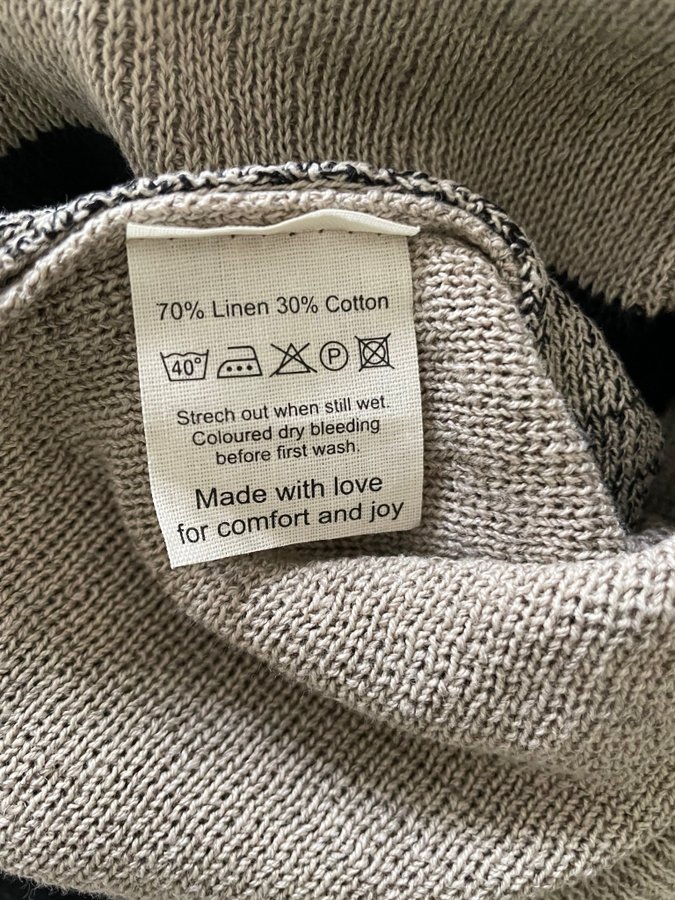 70% Linen 30% Cotton
40° P
Strech out when still wet.
Coloured dry bleeding
before first wash.
Made with love
for comfort and joy